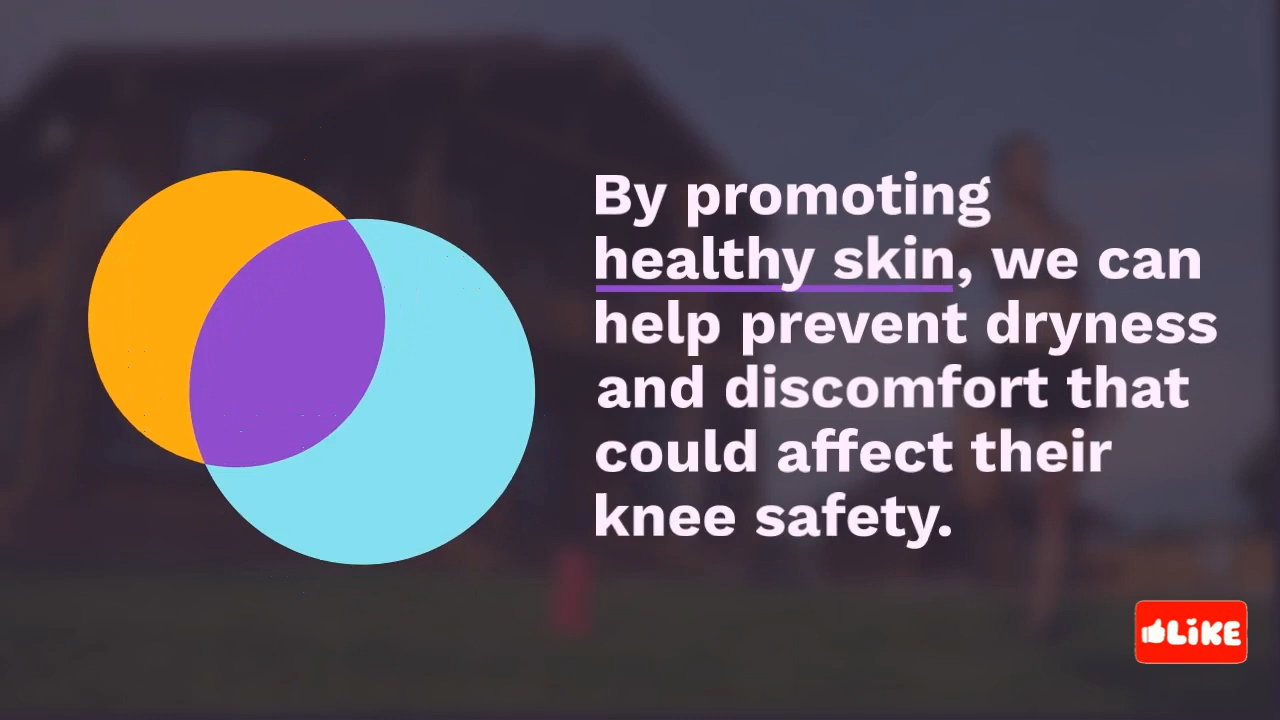 By promoting
healthy skin, we can
help prevent dryness
and discomfort that
could affect their
knee safety.
LiKE